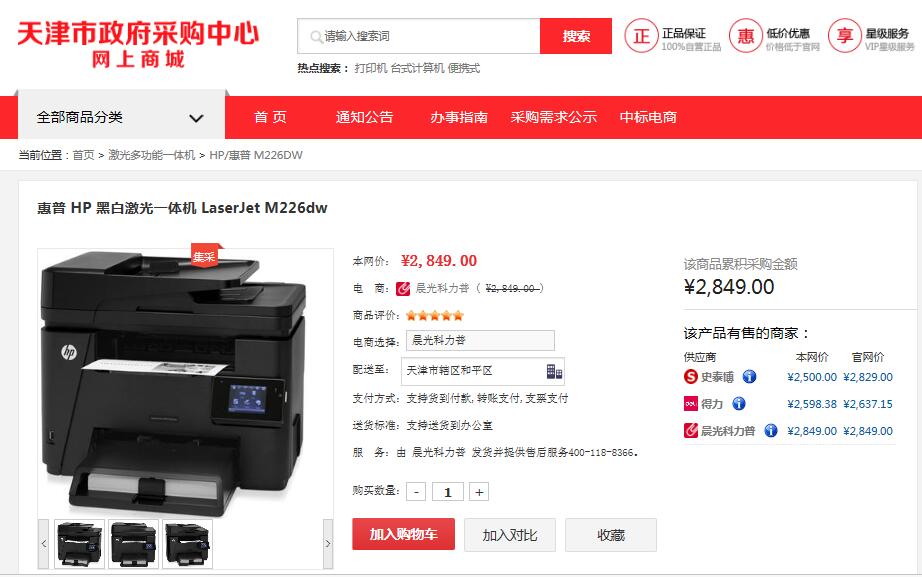 天津市政府采购中心
网上商城
请输入搜索词
搜索
正 正品保证
100%自营正品
惠 低价优惠
价格低于官网
享 星级服务
VIP星级服务
热点搜索： 打印机 台式计算机 便携式
全部商品分类
首 页
通知公告
办事指南
采购需求公示
中标电商
当前位置：首页 > 激光多功能一体机 > HP/惠普 M226DW
惠普 HP 黑白激光一体机 LaserJet M226dw
集采
hp
本网价： ¥2,849.00
电 商： 晨光科力普（ ¥2,849.00 ）
商品评价：
电商选择： 晨光科力普
配送至： 天津市辖区和平区
支付方式：支持货到付款,转账支付,支票支付
送货标准：支持送货到办公室
服 务：由 晨光科力普 发货并提供售后服务400-118-8366。
购买数量： - 1 +
加入购物车
加入对比
收藏
该商品累积采购金额
¥2,849.00
该产品有售的商家：
供应商 本网价 官网价
史泰博 ¥2,500.00 ¥2,829.00
得力 ¥2,598.38 ¥2,637.15
晨光科力普 ¥2,849.00 ¥2,849.00